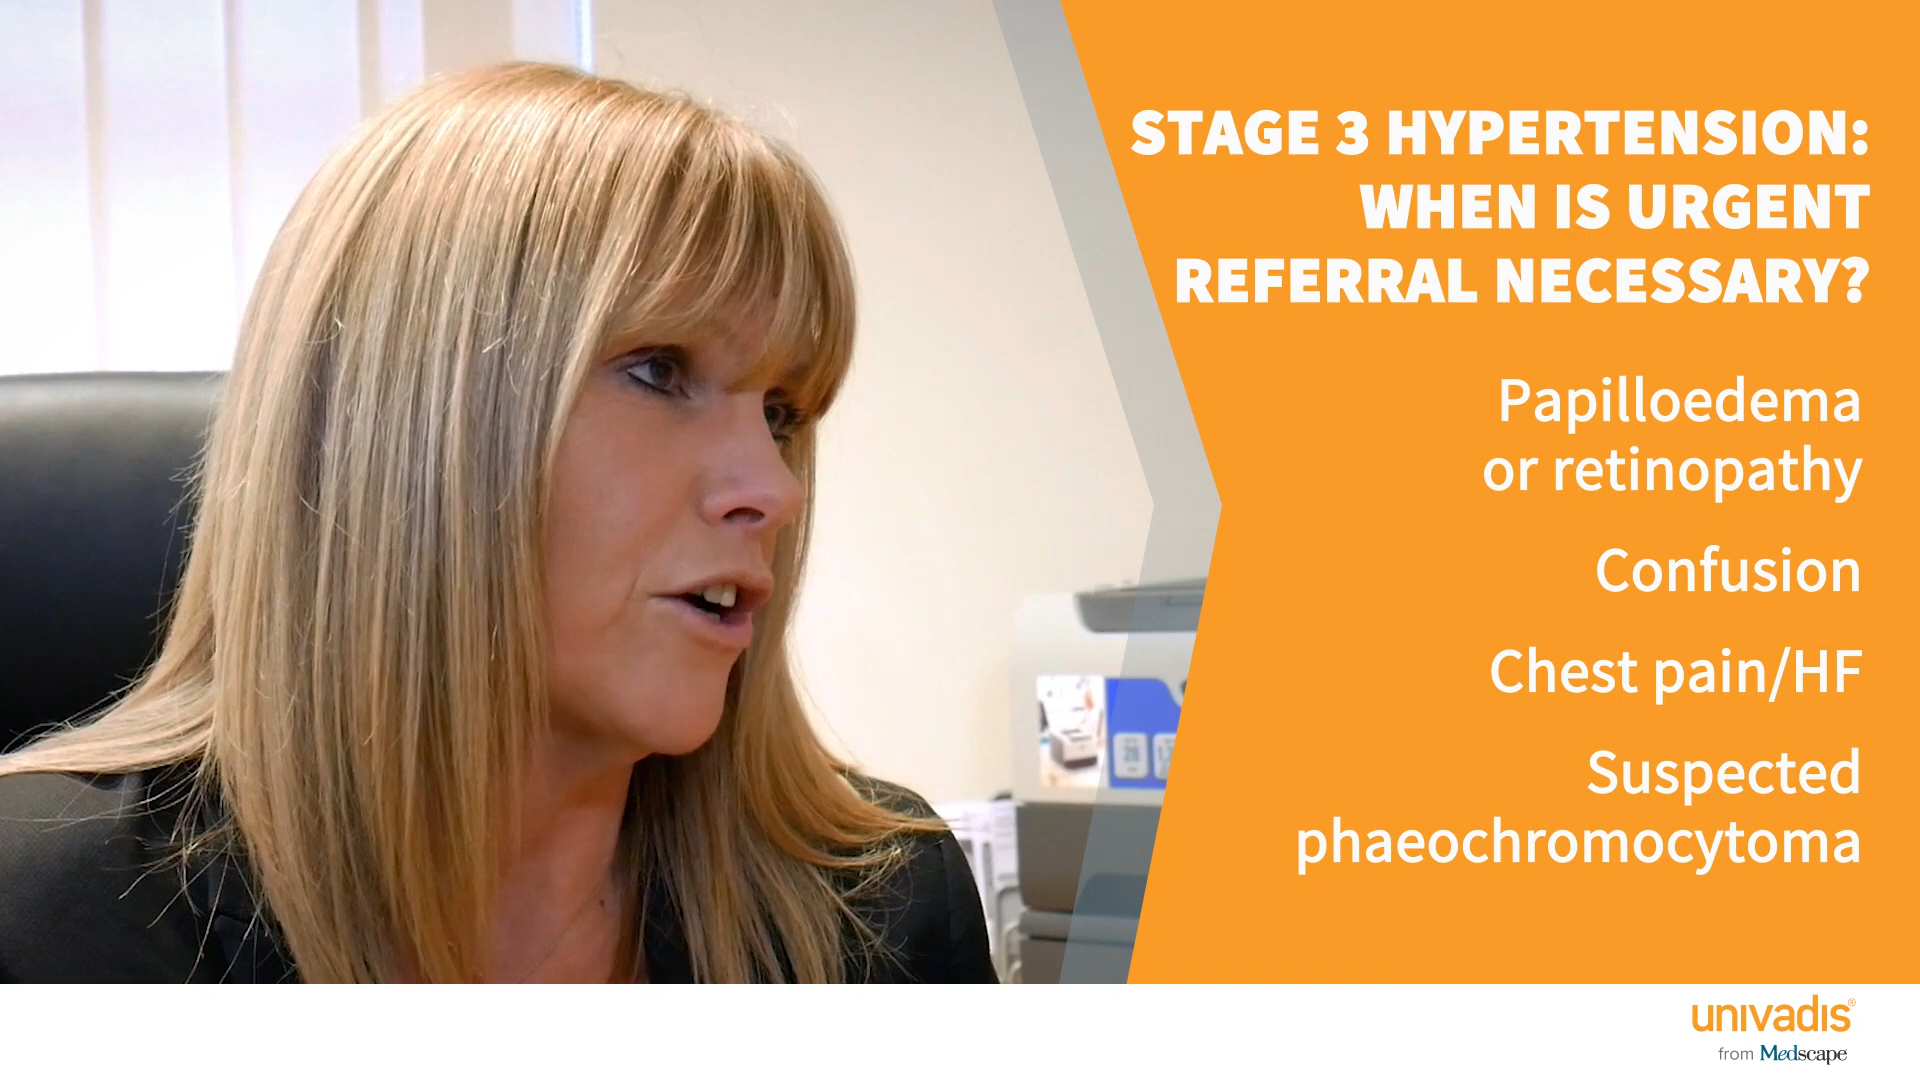 STAGE 3 HYPERTENSION:
WHEN IS URGENT
REFERRAL NECESSARY?
Papilloedema
or retinopathy
Confusion
Chest pain/HF
Suspected
phaeochromocytoma
28
univadis®
from Medscape